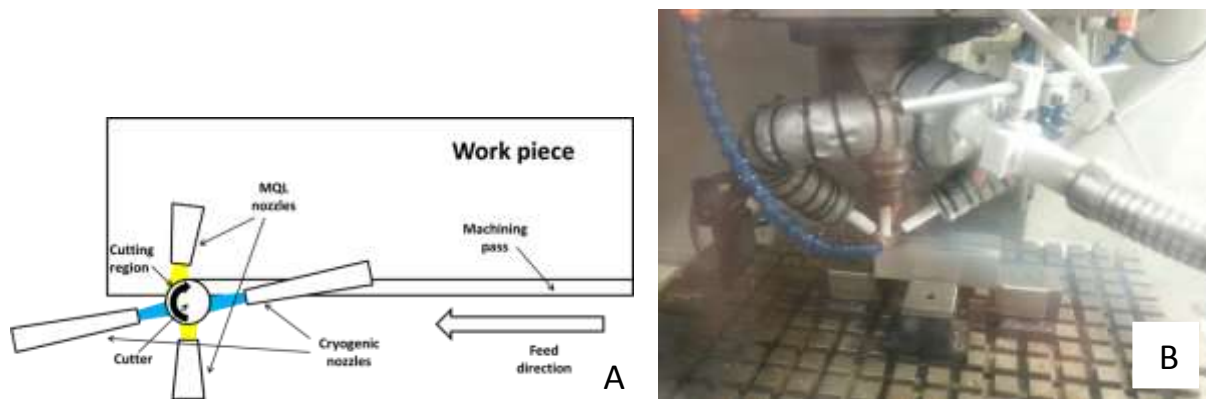 Work piece
MQL
nozzles
Machining
pass
Cutting
region
Cutter
Cryogenic
nozzles
Feed
direction
A
B